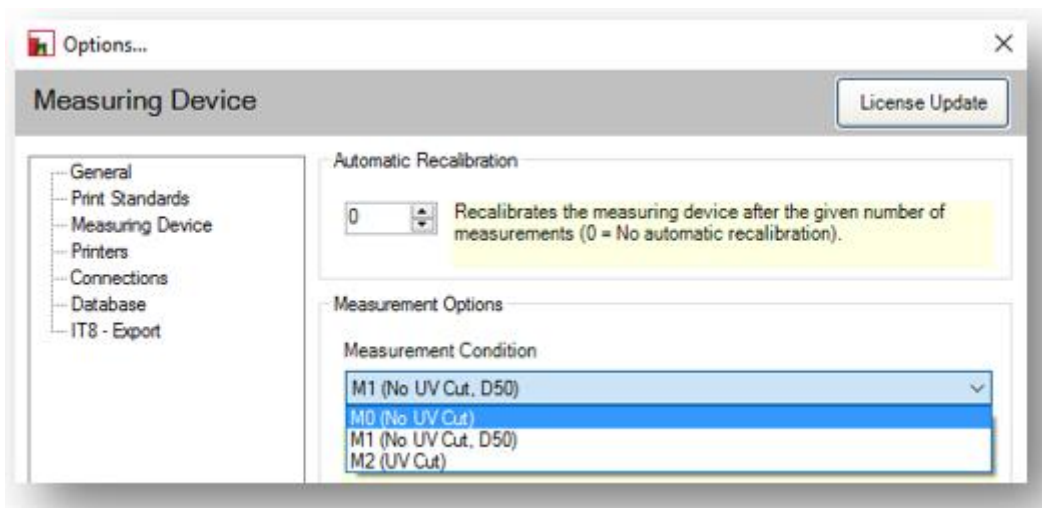 Options...
Measuring Device
License Update
General
Print Standards
Measuring Device
Printers
Connections
Database
IT8 - Export
Automatic Recalibration
0
Recalibrates the measuring device after the given number of
measurements (0 = No automatic recalibration).
Measurement Options
Measurement Condition
M1 (No UV Cut, D50)
M0 (No UV Cut)
M1 (No UV Cut, D50)
M2 (UV Cut)